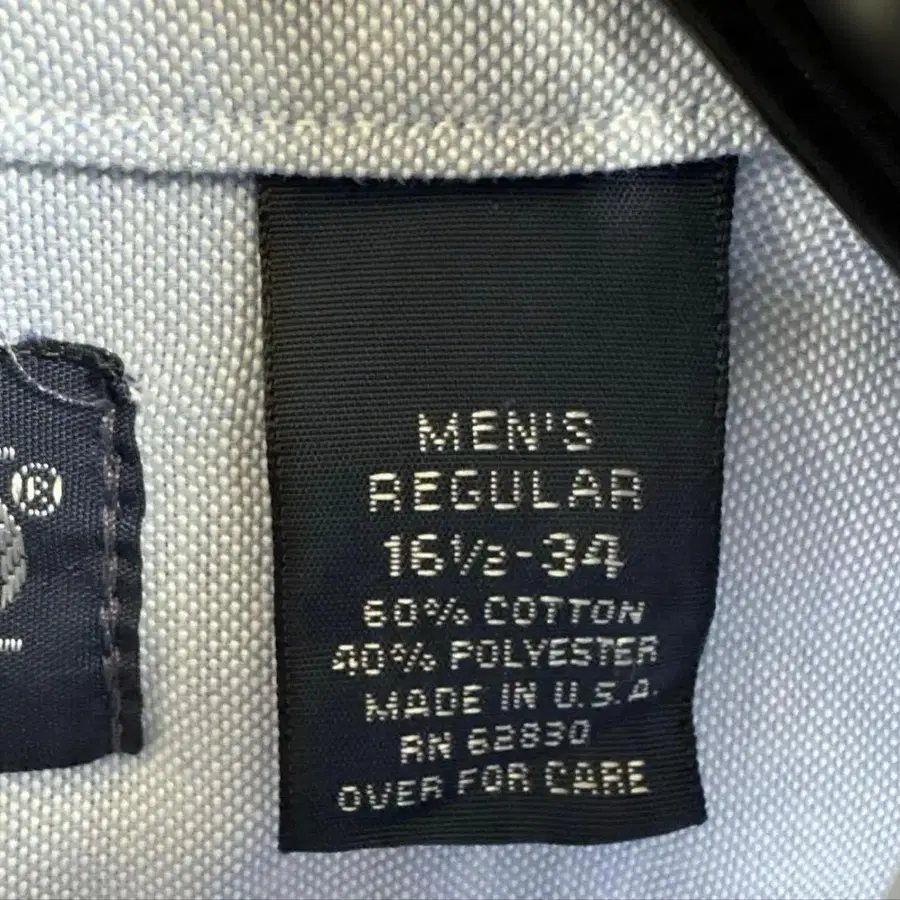 ®
MEN'S
REGULAR
16½-34
60% COTTON
40% POLYESTER
MADE IN U.S.A.
RN 62830
OVER FOR CARE